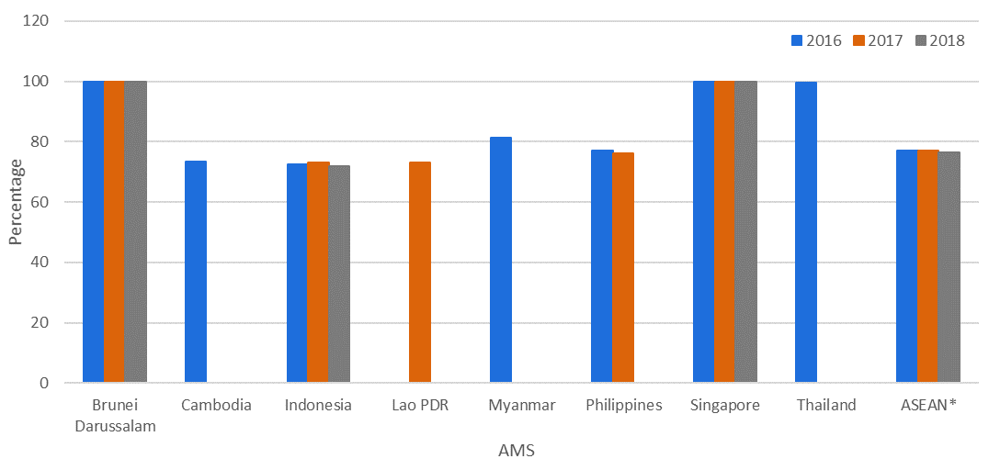 120
2016 2017 2018
100
80
60
40
20
0
Percentage
Brunei Cambodia Indonesia Lao PDR Myanmar Philippines Singapore Thailand ASEAN*
Darussalam
AMS